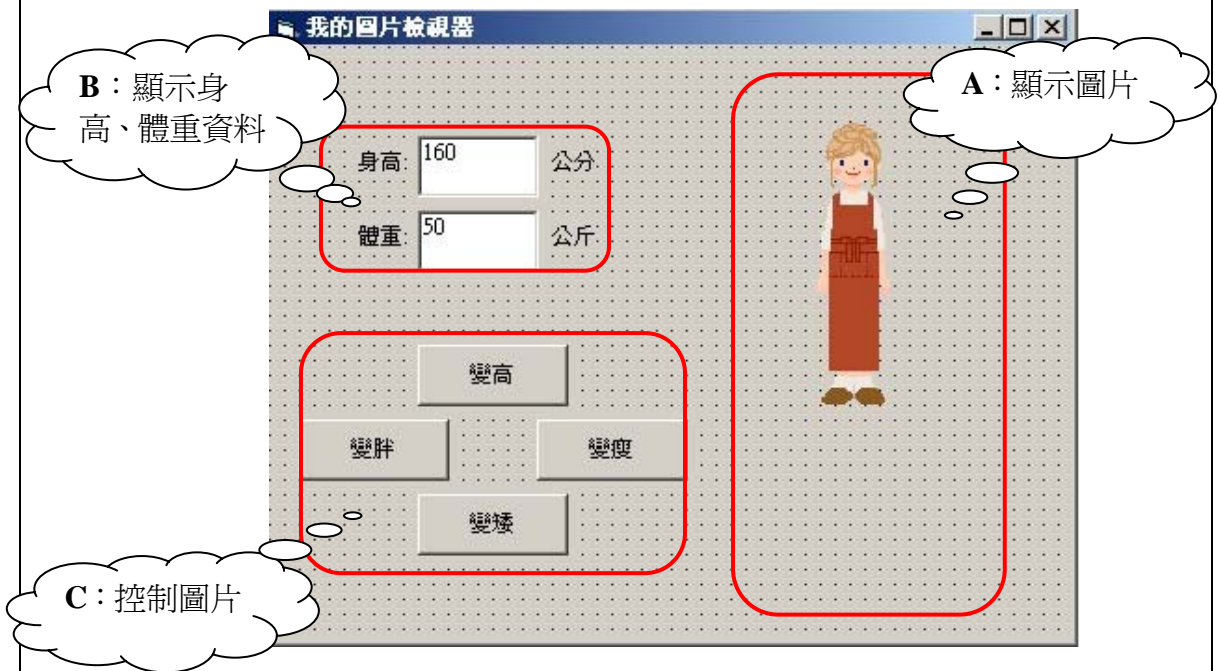 我的圖片檢視器
B：顯示身
高、體重資料
A：顯示圖片
身高: 160 公分
體重: 50 公斤
變高
變胖 變瘦
變矮
C：控制圖片